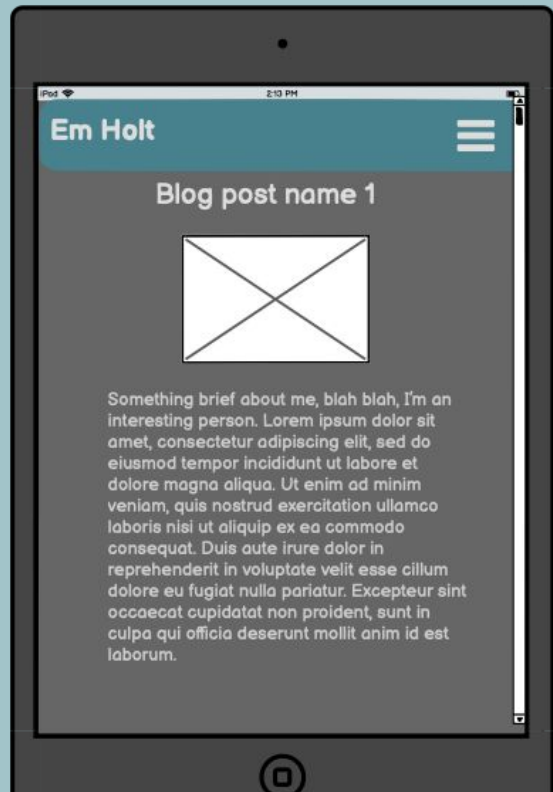 iPod 2:13 PM
Em Holt
Blog post name 1
Something brief about me, blah blah, I'm an
interesting person. Lorem ipsum dolor sit
amet, consectetur adipiscing elit, sed do
eiusmod tempor incididunt ut labore et
dolore magna aliqua. Ut enim ad minim
veniam, quis nostrud exercitation ullamco
laboris nisi ut aliquip ex ea commodo
consequat. Duis aute irure dolor in
reprehenderit in voluptate velit esse cillum
dolore eu fugiat nulla pariatur. Excepteur sint
occaecat cupidatat non proident, sunt in
culpa qui officia deserunt mollit anim id est
laborum.